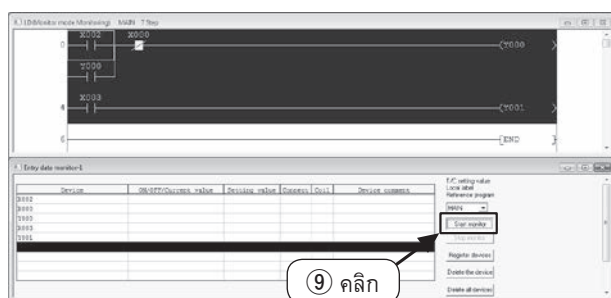 LD(Monitor mode Monitoring) MAIN 7 Step
X002 X000
0 (Y000 )
Y000
X003
4 (Y001 )
6 [END ]
Entry data monitor-1
Device ON/OFF/Current value Setting value Connect Coil Device comment
X002
X000
Y000
X003
Y001
T/C setting value
Local label
Reference program
MAIN
Start monitor
Stop monitor
Register devices
Delete the device
Delete all devices
⑨ คลิก